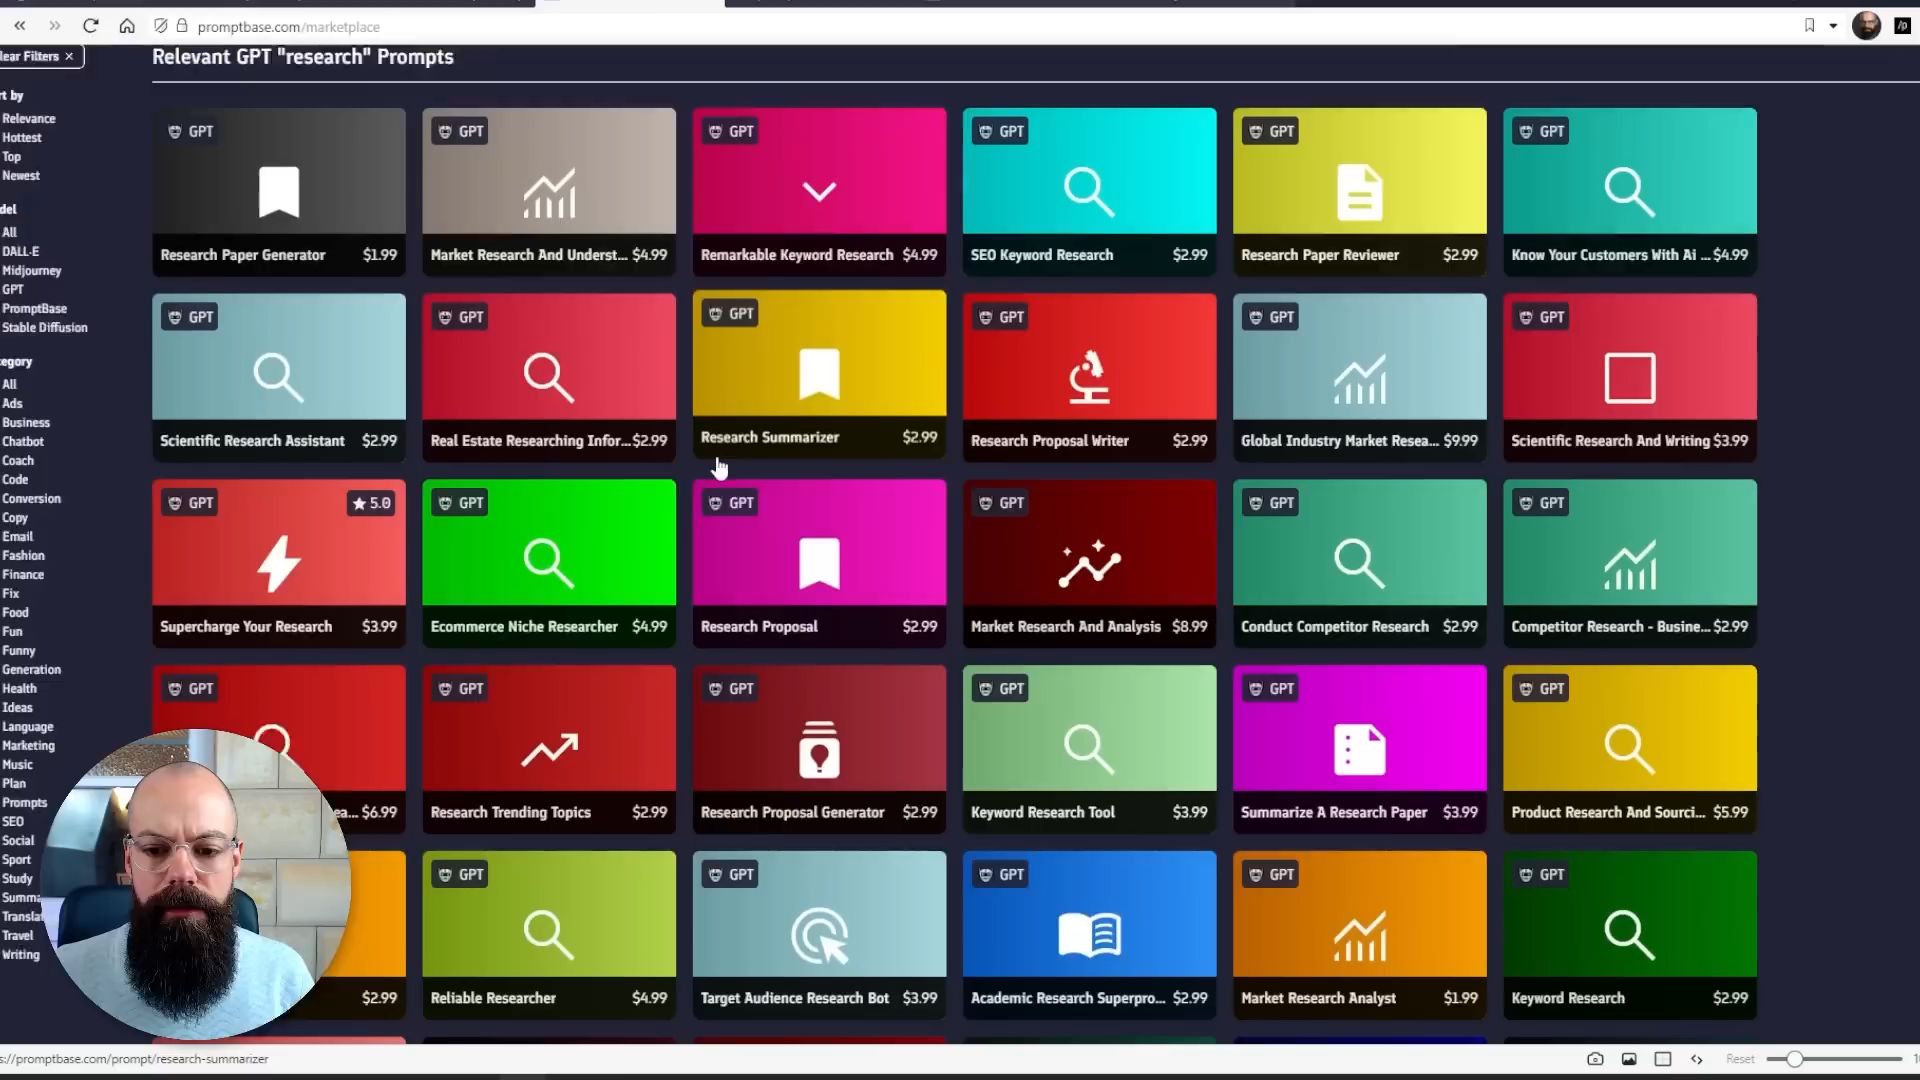 promptbase.com/marketplace
/p
lear Filters ×
Relevant GPT "research" Prompts
rt by
Relevance
Hottest
Top
Newest
del
All
DALL·E
Midjourney
GPT
PromptBase
Stable Diffusion
tegory
All
Ads
Business
Chatbot
Coach
Code
Conversion
Copy
Email
Fashion
Finance
Fix
Food
Fun
Funny
Generation
Health
Ideas
Language
Marketing
Music
Plan
Prompts
SEO
Social
Sport
Study
Summa
Transla
Travel
Writing
GPT GPT GPT GPT GPT GPT
Research Paper Generator $1.99 Market Research And Underst... $4.99 Remarkable Keyword Research $4.99 SEO Keyword Research $2.99 Research Paper Reviewer $2.99 Know Your Customers With Ai ... $4.99
GPT GPT GPT GPT GPT GPT
Scientific Research Assistant $2.99 Real Estate Researching Infor... $2.99 Research Summarizer $2.99 Research Proposal Writer $2.99 Global Industry Market Resea... $9.99 Scientific Research And Writing $3.99
GPT 5.0 GPT GPT GPT GPT GPT
Supercharge Your Research $3.99 Ecommerce Niche Researcher $4.99 Research Proposal $2.99 Market Research And Analysis $8.99 Conduct Competitor Research $2.99 Competitor Research - Busine... $2.99
GPT GPT GPT GPT GPT GPT
ea... $6.99 Research Trending Topics $2.99 Research Proposal Generator $2.99 Keyword Research Tool $3.99 Summarize A Research Paper $3.99 Product Research And Sourci... $5.99
GPT GPT GPT GPT GPT
$2.99 Reliable Researcher $4.99 Target Audience Research Bot $3.99 Academic Research Superpro... $2.99 Market Research Analyst $1.99 Keyword Research $2.99
s://promptbase.com/prompt/research-summarizer
Reset